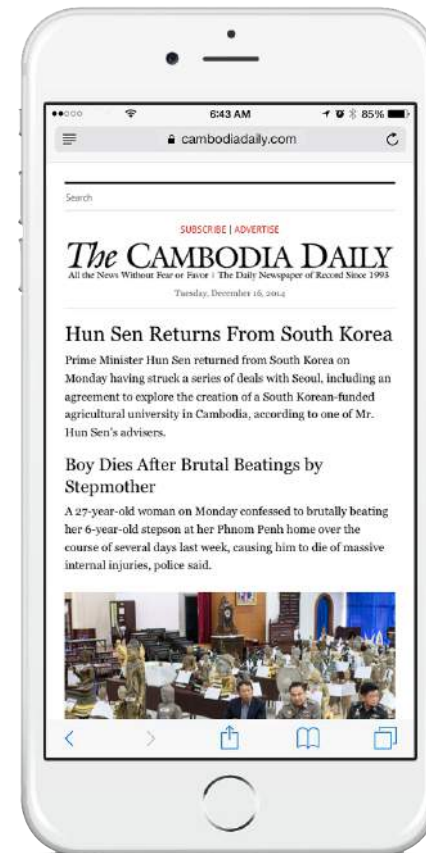 6:43 AM
85%
cambodiadaily.com
Search
SUBSCRIBE | ADVERTISE
The CAMBODIA DAILY
All the News Without Fear or Favor | The Daily Newspaper of Record Since 1993
Tuesday, December 16, 2014
Hun Sen Returns From South Korea
Prime Minister Hun Sen returned from South Korea on
Monday having struck a series of deals with Seoul, including an
agreement to explore the creation of a South Korean-funded
agricultural university in Cambodia, according to one of Mr.
Hun Sen's advisers.
Boy Dies After Brutal Beatings by
Stepmother
A 27-year-old woman on Monday confessed to brutally beating
her 6-year-old stepson at her Phnom Penh home over the
course of several days last week, causing him to die of massive
internal injuries, police said.